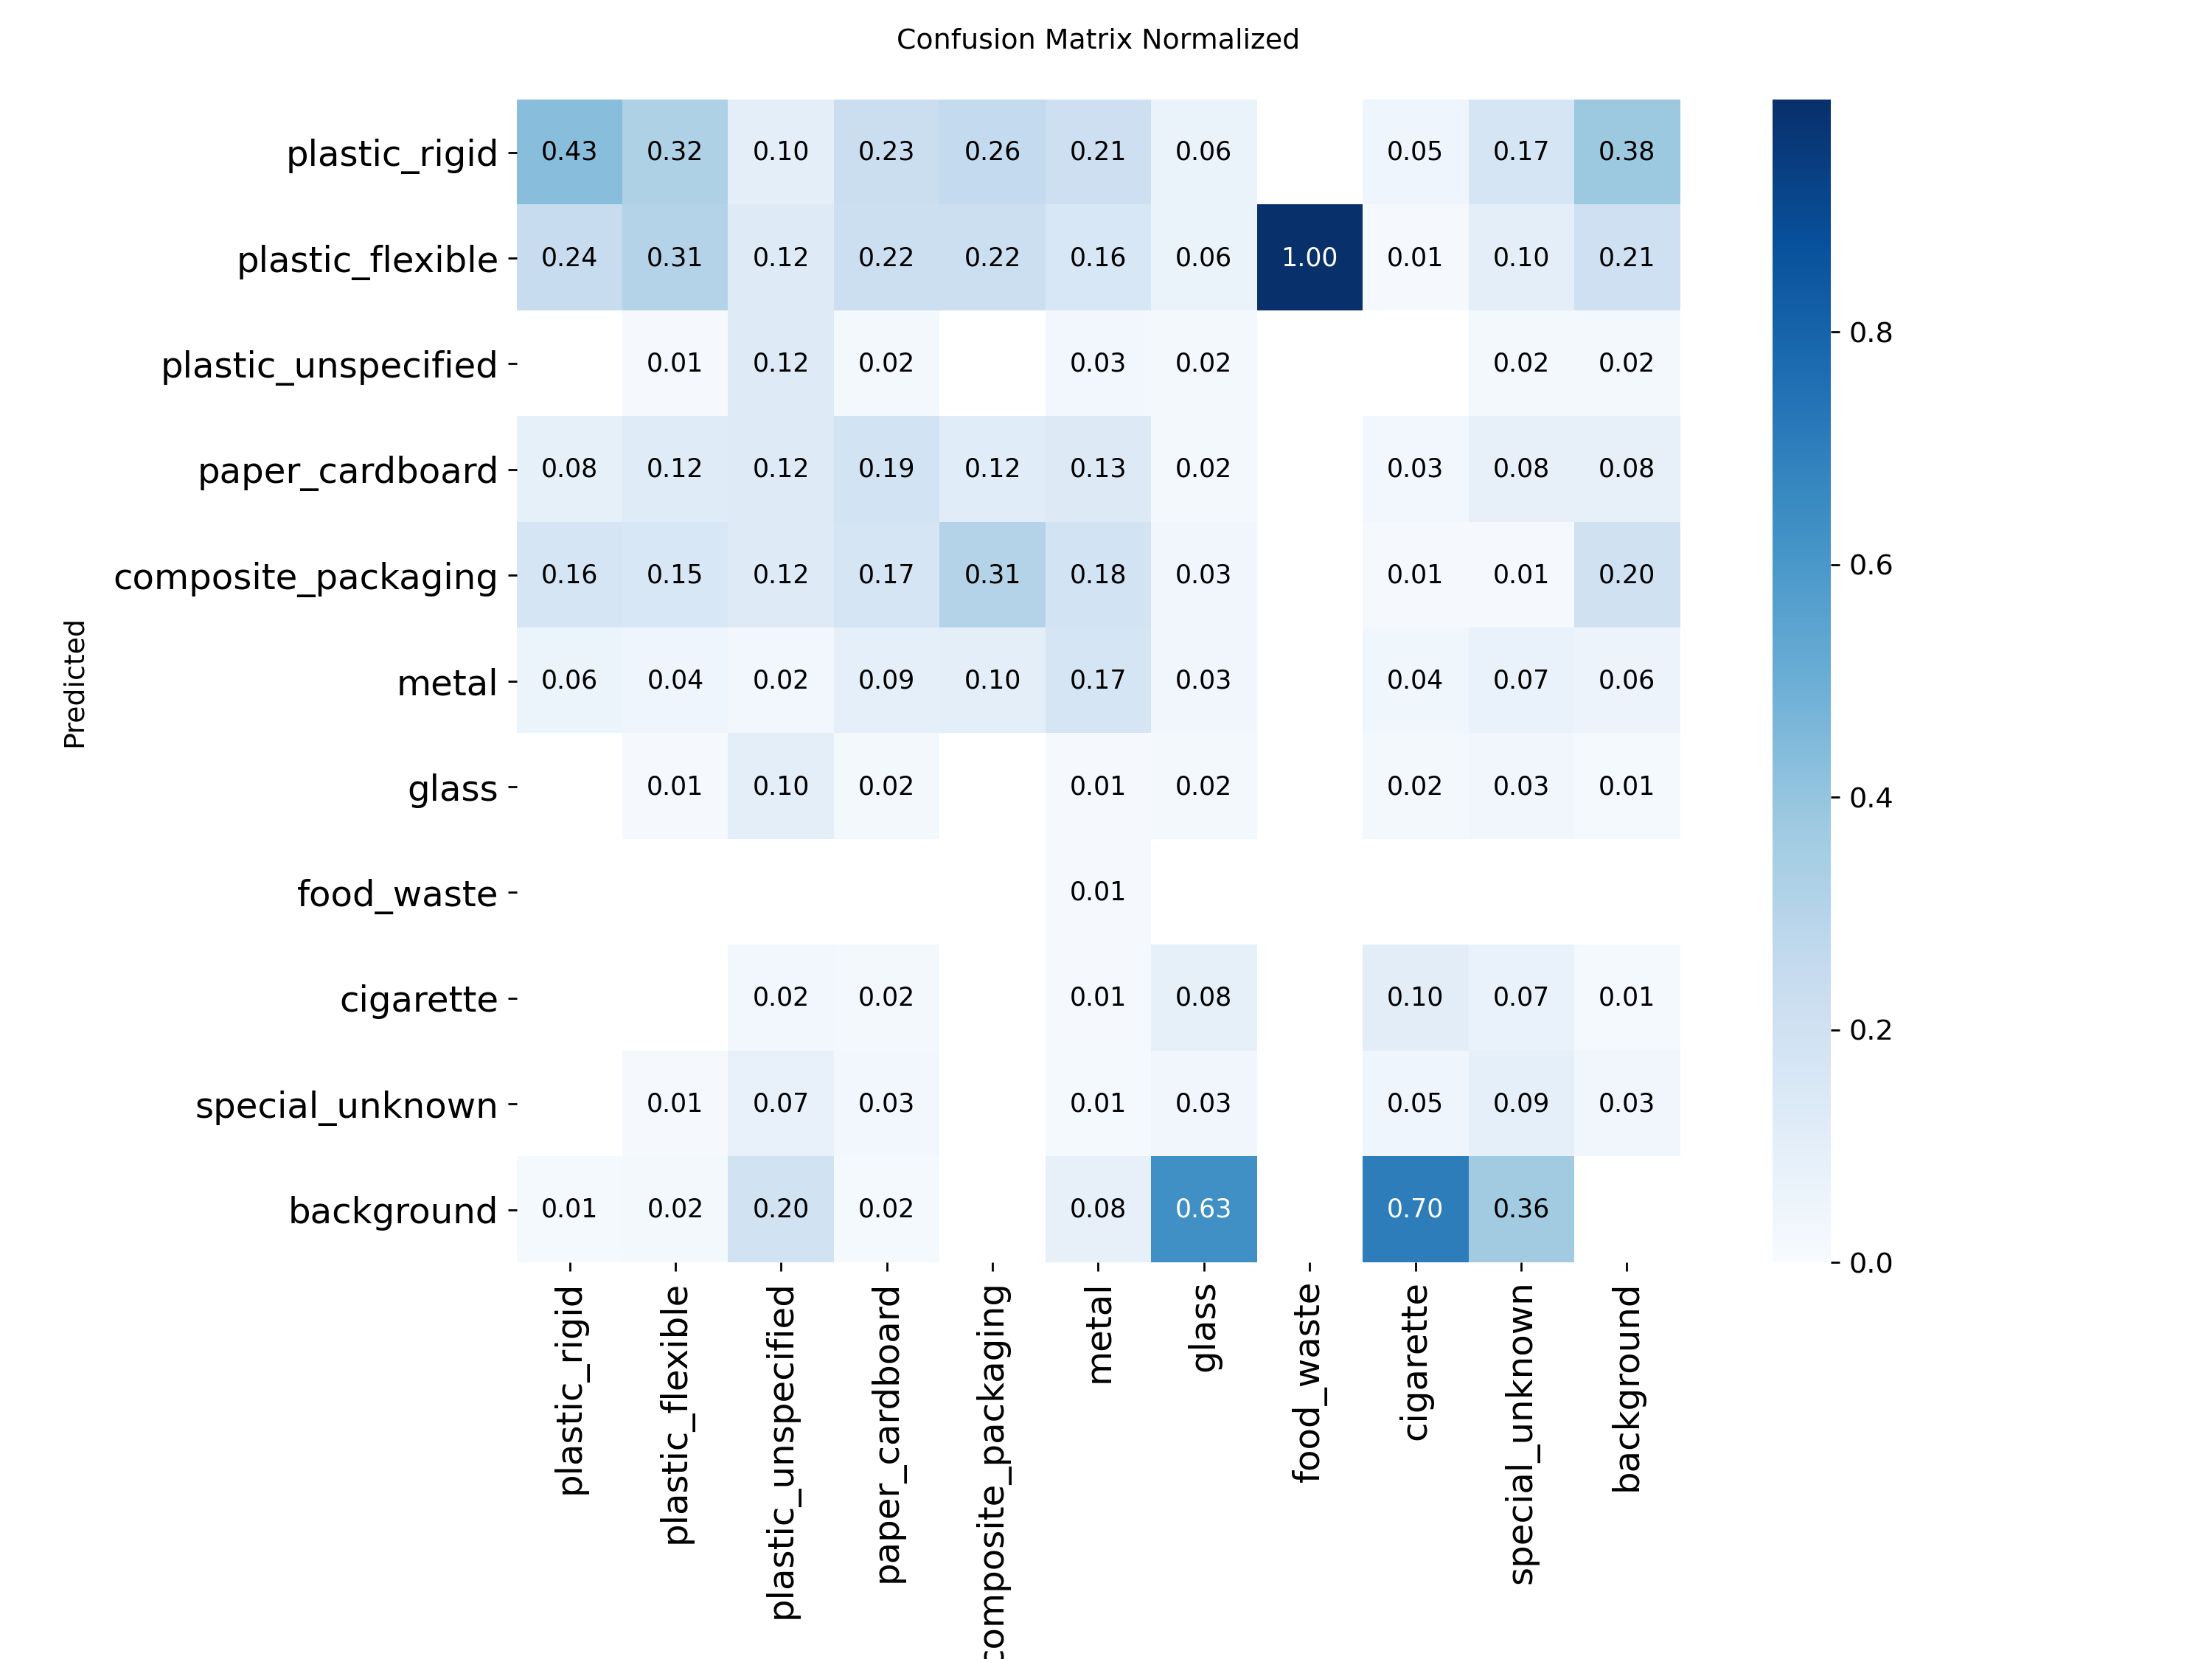 Confusion Matrix Normalized
plastic_rigid 0.43 0.32 0.10 0.23 0.26 0.21 0.06 0.05 0.17 0.38
plastic_flexible 0.24 0.31 0.12 0.22 0.22 0.16 0.06 1.00 0.01 0.10 0.21
plastic_unspecified 0.01 0.12 0.02 0.03 0.02 0.02 0.02
paper_cardboard 0.08 0.12 0.12 0.19 0.12 0.13 0.02 0.03 0.08 0.08
composite_packaging 0.16 0.15 0.12 0.17 0.31 0.18 0.03 0.01 0.01 0.20
metal 0.06 0.04 0.02 0.09 0.10 0.17 0.03 0.04 0.07 0.06
glass 0.01 0.10 0.02 0.01 0.02 0.02 0.03 0.01
food_waste 0.01
cigarette 0.02 0.02 0.01 0.08 0.10 0.07 0.01
special_unknown 0.01 0.07 0.03 0.01 0.03 0.05 0.09 0.03
background 0.01 0.02 0.20 0.02 0.08 0.63 0.70 0.36
Predicted
plastic_rigid
plastic_flexible
plastic_unspecified
paper_cardboard
composite_packaging
metal
glass
food_waste
cigarette
special_unknown
background
0.8
0.6
0.4
0.2
0.0